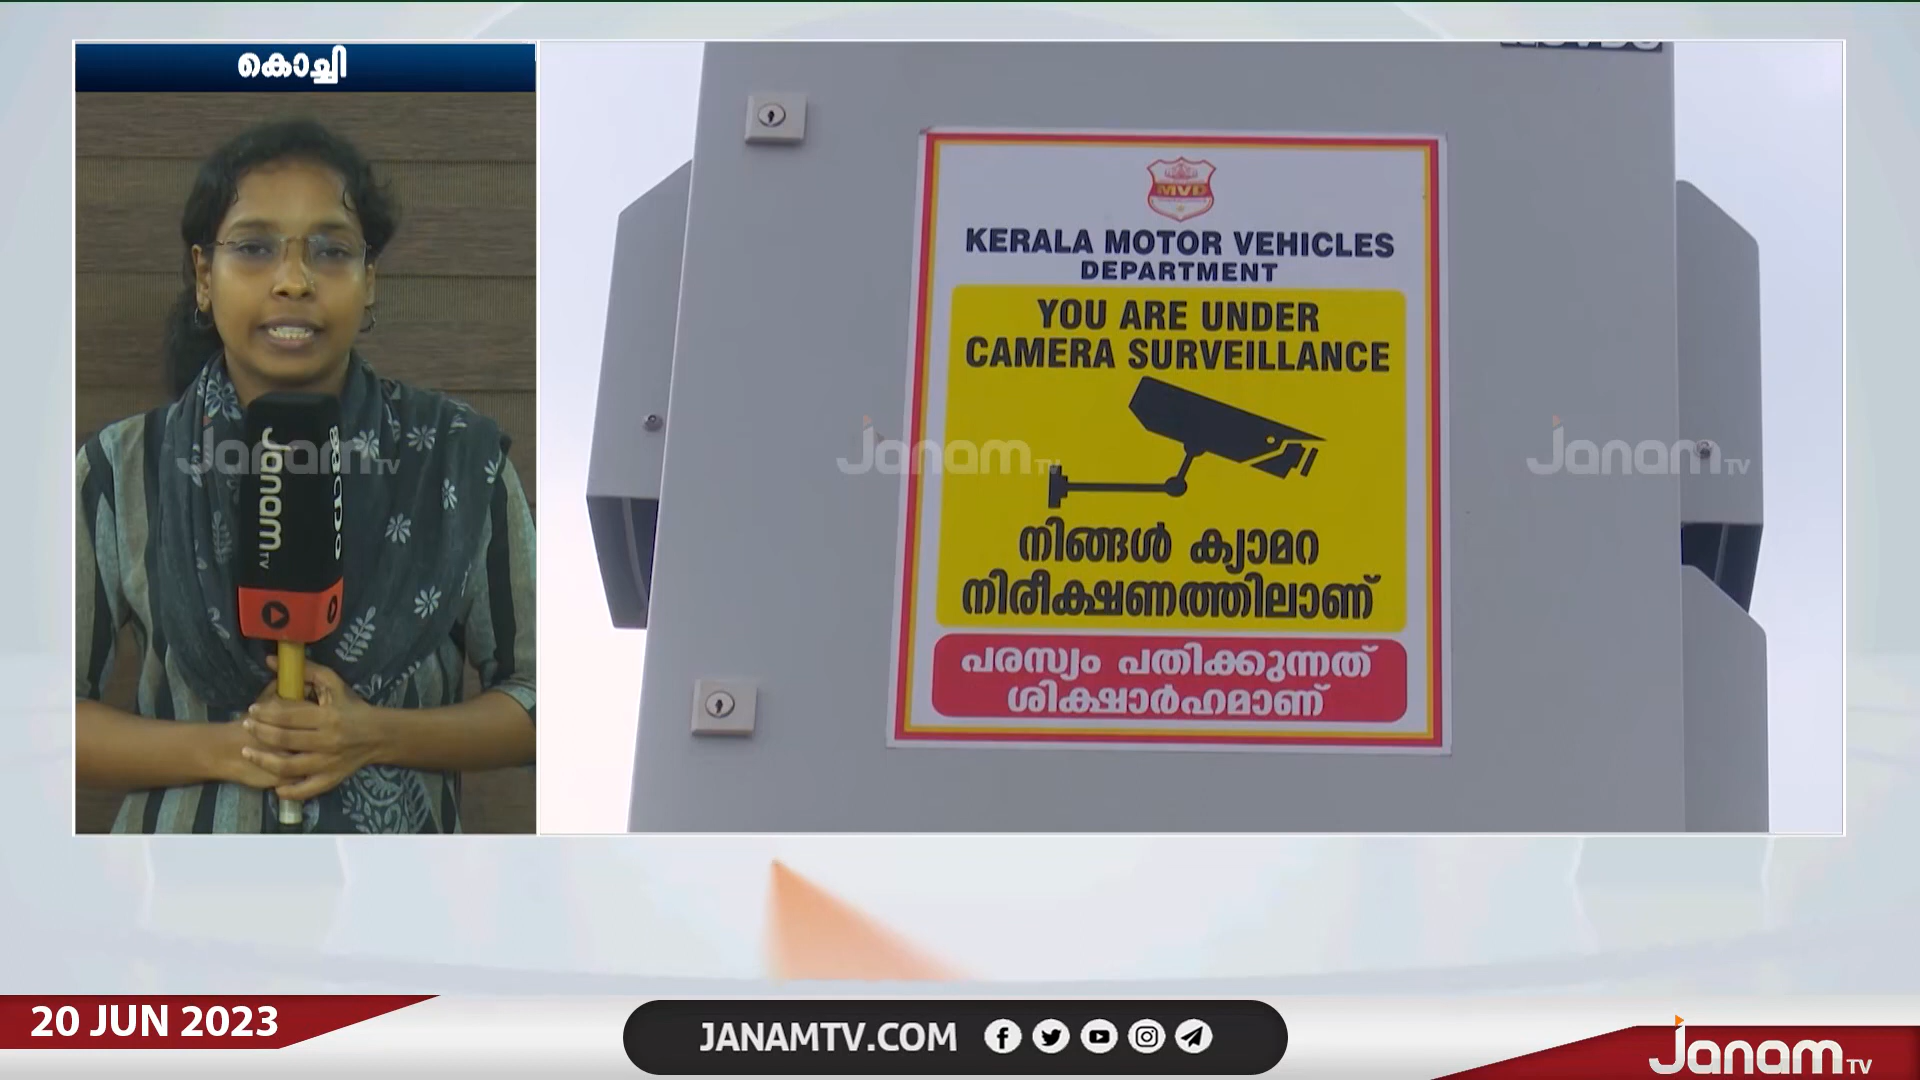 കൊച്ചി
MVD
KERALA MOTOR VEHICLES
DEPARTMENT
YOU ARE UNDER
CAMERA SURVEILLANCE
നിങ്ങൾ ക്യാമറ
നിരീക്ഷണത്തിലാണ്
പരസ്യം പതിക്കുന്നത്
ശിക്ഷാർഹമാണ്
Janam TV
Janam TV
Janam TV
Janam TV
ജനം
20 JUN 2023
JANAMTV.COM
Janam TV